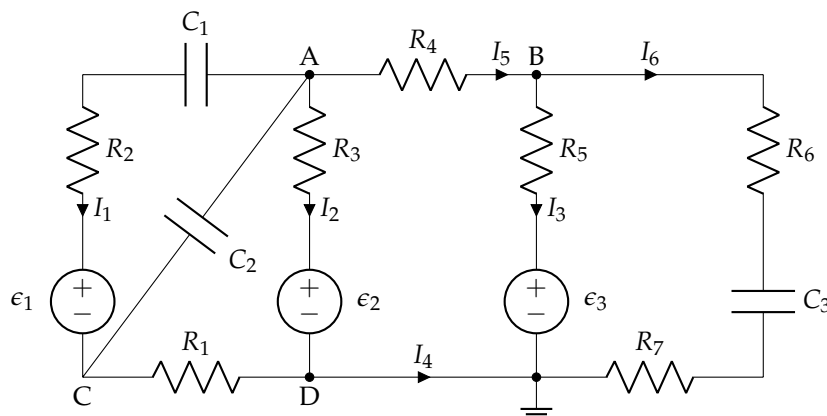 C₁
A
R₄
I₅
B
I₆
R₂
R₃
R₅
R₆
I₁
I₂
I₃
C₂
ϵ₁
+
−
ϵ₂
+
−
ϵ₃
+
−
C₃
R₁
I₄
R₇
C
D